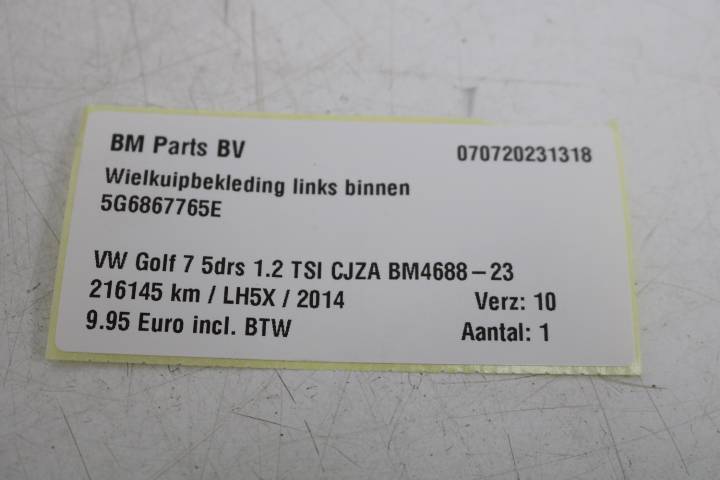 BM Parts BV 070720231318
Wielkuipbekleding links binnen
5G6867765E
VW Golf 7 5drs 1.2 TSI CJZA BM4688-23
216145 km / LH5X / 2014 Verz: 10
9.95 Euro incl. BTW Aantal: 1